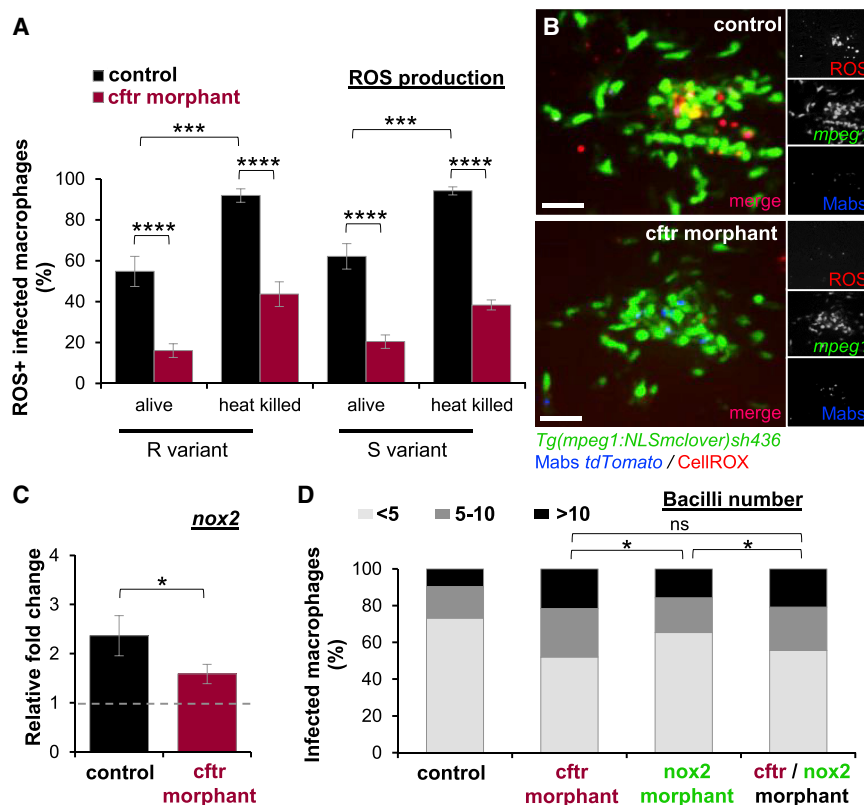 A
control
cftr morphant
ROS production
***
***
****
****
****
****
ROS+ infected macrophages
(%)
100
80
60
40
20
0
alive
heat killed
alive
heat killed
R variant
S variant
B
control
merge
ROS
mpeg1
Mabs
cftr morphant
merge
ROS
mpeg1
Mabs
Tg(mpeg1:NLSmclover)sh436
Mabs tdTomato / CellROX
C
nox2
Relative fold change
4
3
2
1
0
*
control
cftr
morphant
D
Bacilli number
<5
5-10
>10
ns
*
*
Infected macrophages
(%)
100
80
60
40
20
0
control
cftr
morphant
nox2
morphant
cftr / nox2
morphant